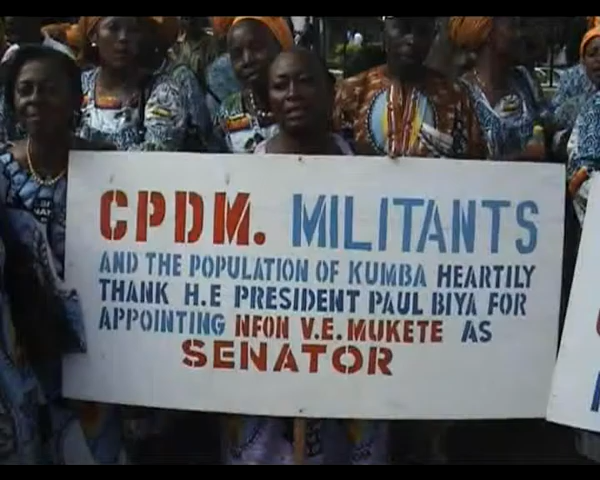 CPDM. MILITANTS
AND THE POPULATION OF KUMBA HEARTILY
THANK H.E PRESIDENT PAUL BIYA FOR
APPOINTING NFON V.E. MUKETE AS
SENATOR